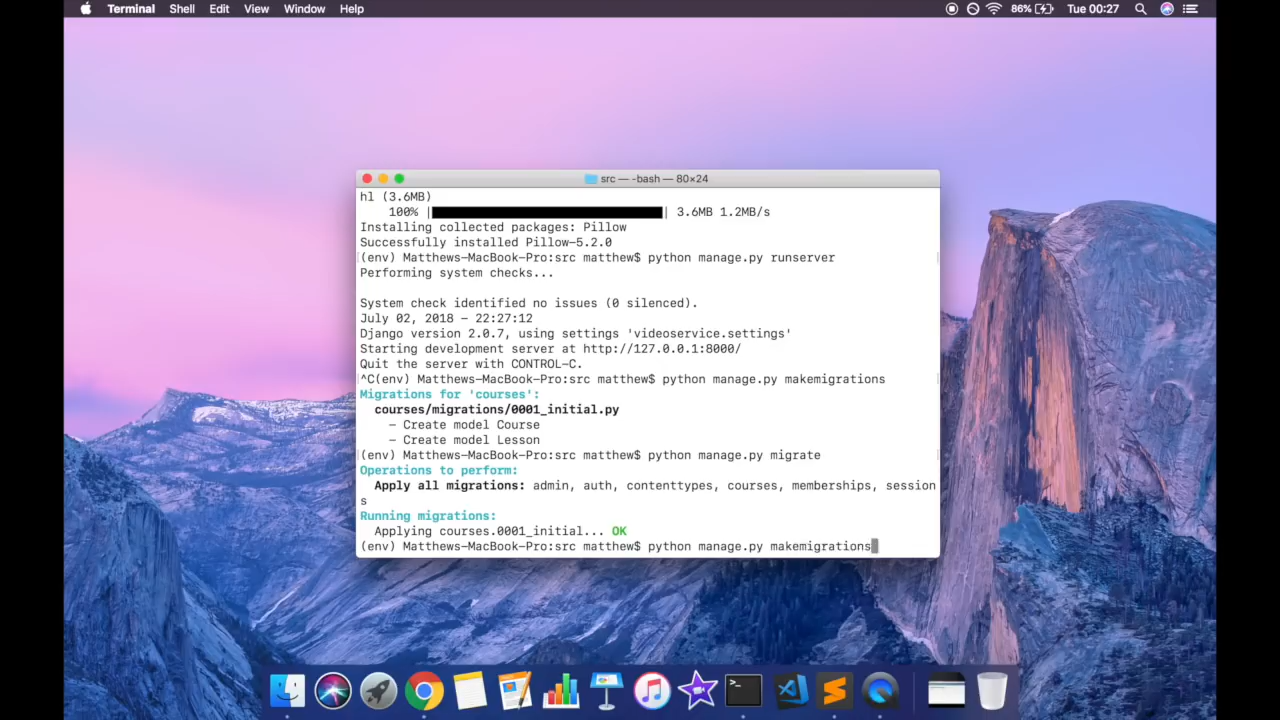 Terminal Shell Edit View Window Help 86% Tue 00:27
src — -bash — 80×24
hl (3.6MB)
100% | | 3.6MB 1.2MB/s
Installing collected packages: Pillow
Successfully installed Pillow-5.2.0
(env) Matthews-MacBook-Pro:src matthew$ python manage.py runserver
Performing system checks...
System check identified no issues (0 silenced).
July 02, 2018 - 22:27:12
Django version 2.0.7, using settings 'videoservice.settings'
Starting development server at http://127.0.0.1:8000/
Quit the server with CONTROL-C.
^C(env) Matthews-MacBook-Pro:src matthew$ python manage.py makemigrations
Migrations for 'courses':
courses/migrations/0001_initial.py
- Create model Course
- Create model Lesson
(env) Matthews-MacBook-Pro:src matthew$ python manage.py migrate
Operations to perform:
Apply all migrations: admin, auth, contenttypes, courses, memberships, session
s
Running migrations:
Applying courses.0001_initial... OK
(env) Matthews-MacBook-Pro:src matthew$ python manage.py makemigrations